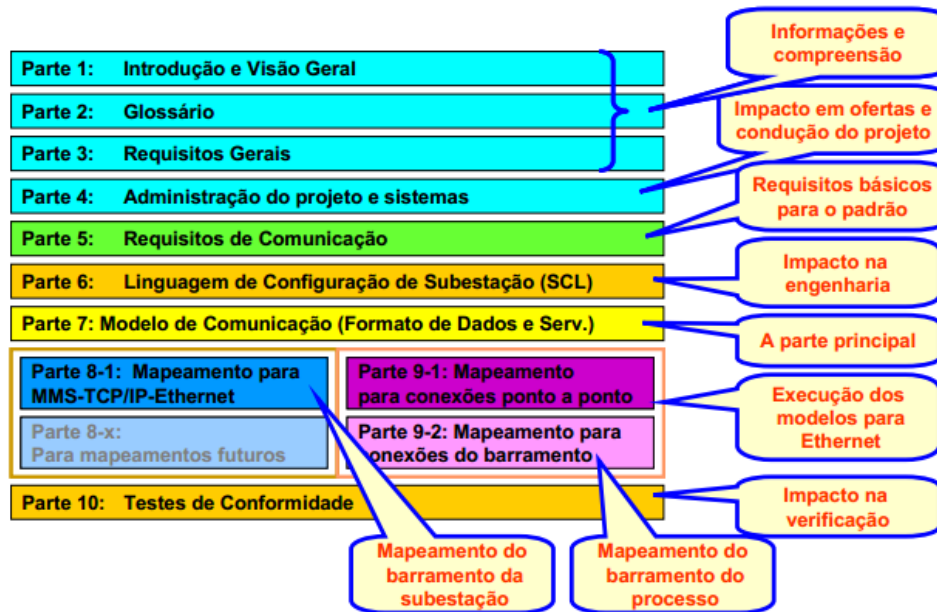 Informações e
compreensão
Parte 1: Introdução e Visão Geral
Parte 2: Glossário
Impacto em ofertas e
condução do projeto
Parte 3: Requisitos Gerais
Parte 4: Administração do projeto e sistemas
Requisitos básicos
para o padrão
Parte 5: Requisitos de Comunicação
Impacto na
engenharia
Parte 6: Linguagem de Configuração de Subestação (SCL)
Parte 7: Modelo de Comunicação (Formato de Dados e Serv.)
A parte principal
Parte 8-1: Mapeamento para
MMS-TCP/IP-Ethernet
Parte 9-1: Mapeamento
para conexões ponto a ponto
Execução dos
modelos para
Ethernet
Parte 8-x:
Para mapeamentos futuros
Parte 9-2: Mapeamento para
conexões do barramento
Parte 10: Testes de Conformidade
Impacto na
verificação
Mapeamento do
barramento da
subestação
Mapeamento do
barramento do
processo